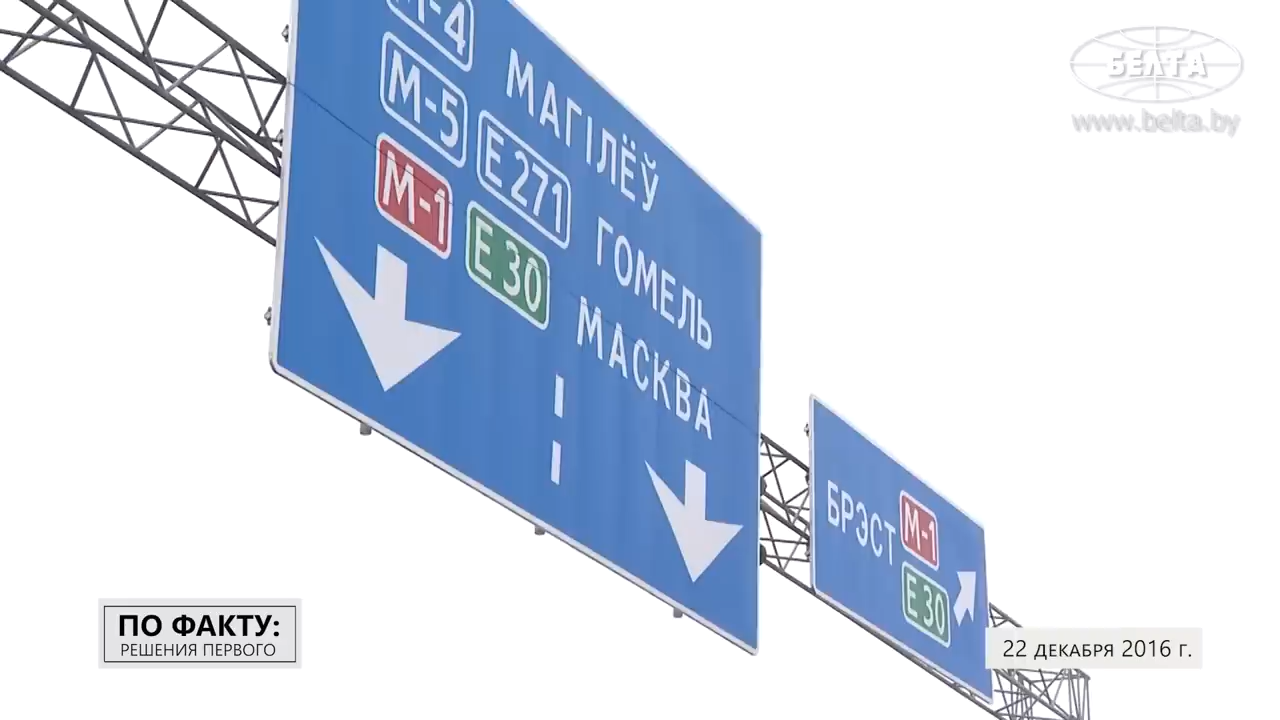 М-4
МАГІЛЁЎ
М-5
Е 271
ГОМЕЛЬ
М-1
Е 30
МАСКВА
БРЭСТ
М-1
Е 30
БЕЛТА
www.belta.by
ПО ФАКТУ:
РЕШЕНИЯ ПЕРВОГО
22 ДЕКАБРЯ 2016 г.